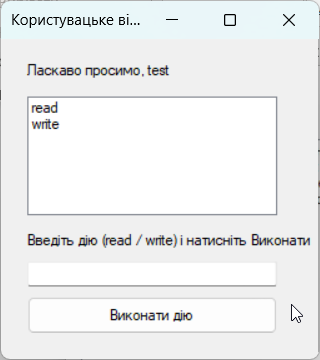 Користувацьке ві...
Ласкаво просимо, test
read
write
Введіть дію (read / write) і натисніть Виконати
Виконати дію